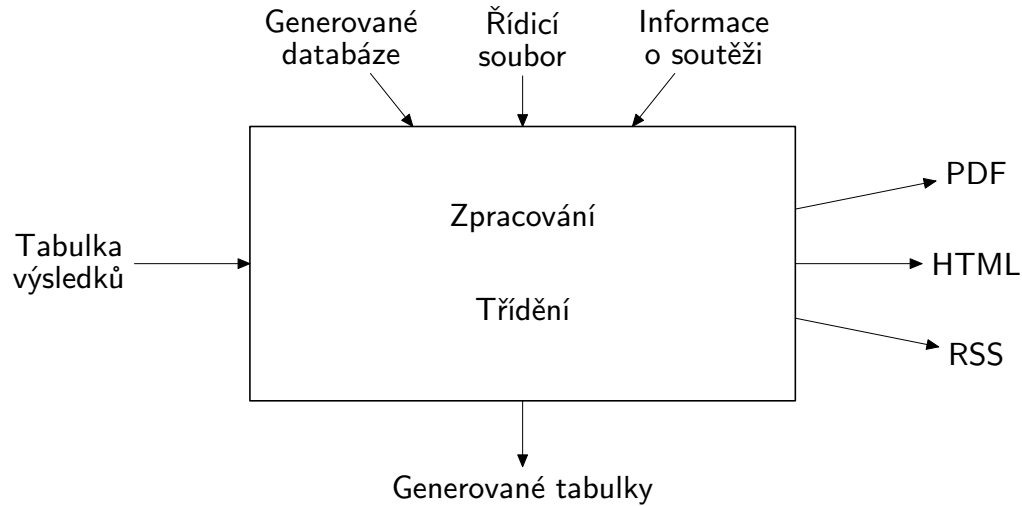 Generované
databáze
Řídicí
soubor
Informace
o soutěži
PDF
Zpracování
Tabulka
výsledků
HTML
Třídění
RSS
Generované tabulky